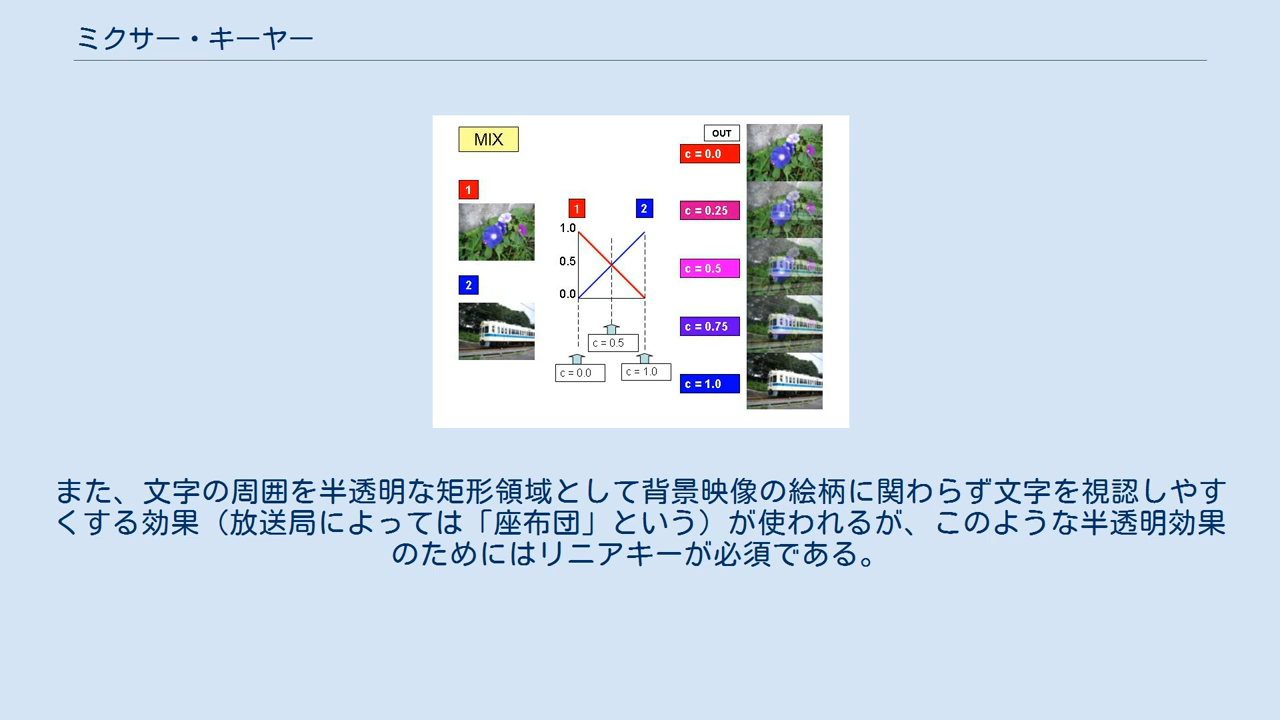 ミクサー・キーヤー
MIX
1
2
1
2
1.0
0.5
0.0
c = 0.5
c = 0.0
c = 1.0
OUT
c = 0.0
c = 0.25
c = 0.5
c = 0.75
c = 1.0
また、文字の周囲を半透明な矩形領域として背景映像の絵柄に関わらず文字を視認しやす
くする効果（放送局によっては「座布団」という）が使われるが、このような半透明効果
のためにはリニアキーが必須である。